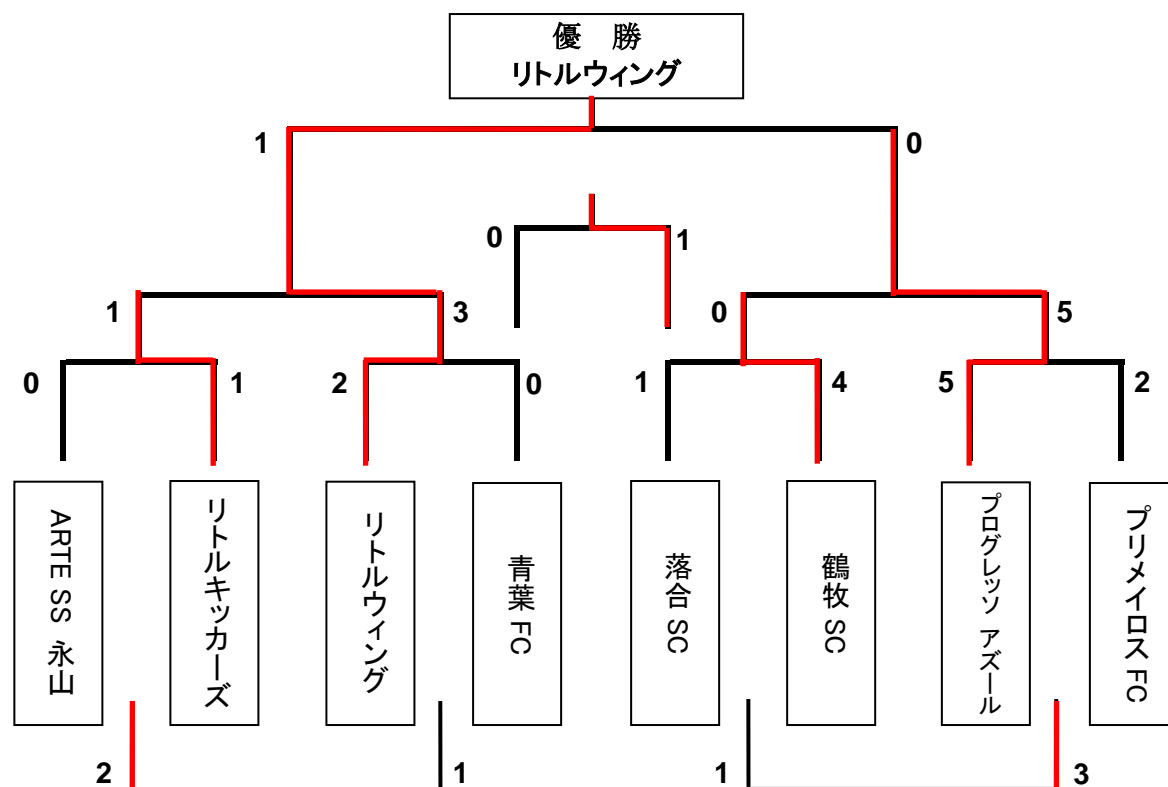 優 勝
リトルウィング
1
0
0
1
1
3
0
5
0
1
2
0
1
4
5
2
ARTE SS 永山
リトルキッカーズ
リトルウィング
青葉 FC
落合 SC
鶴牧 SC
プログレッソ アズール
プリメイロス FC
2
1
1
3